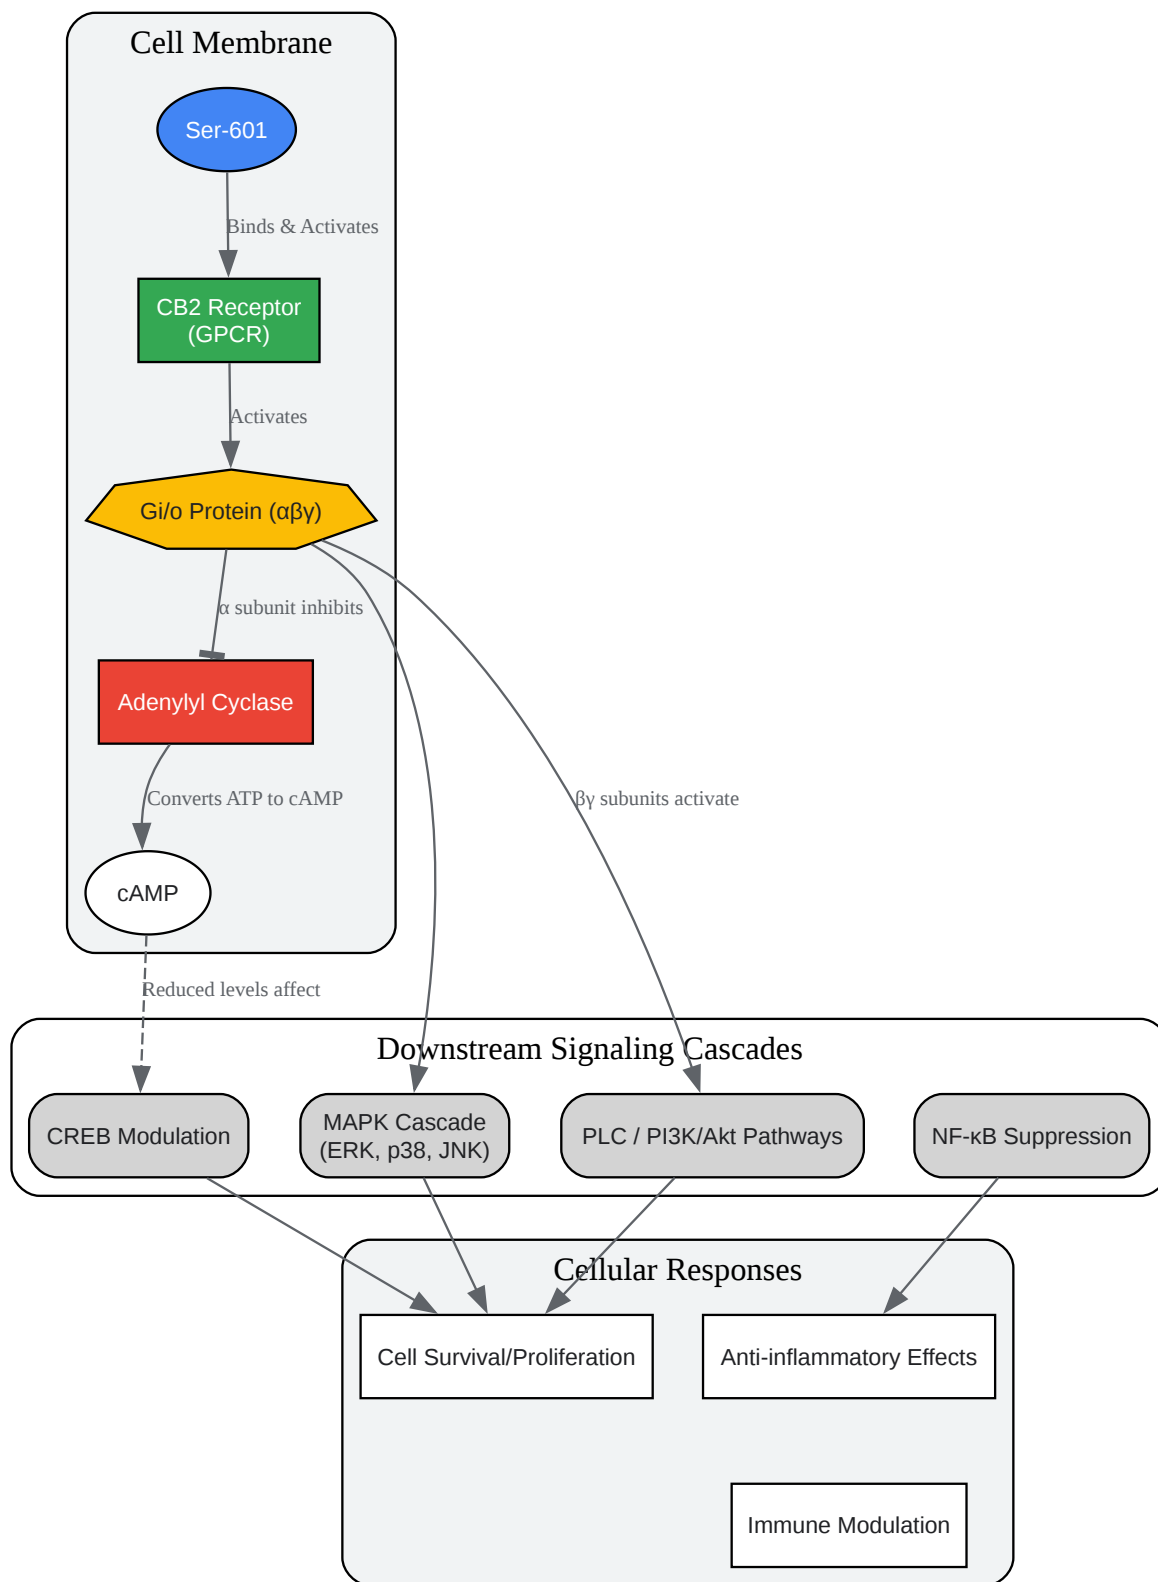 Cell Membrane
Ser-601
Binds & Activates
CB2 Receptor
(GPCR)
Activates
Gi/o Protein (αβγ)
α subunit inhibits
Adenylyl Cyclase
Converts ATP to cAMP
βγ subunits activate
cAMP
Reduced levels affect
Downstream Signaling Cascades
CREB Modulation
MAPK Cascade
(ERK, p38, JNK)
PLC / PI3K/Akt Pathways
NF-κB Suppression
Cellular Responses
Cell Survival/Proliferation
Anti-inflammatory Effects
Immune Modulation